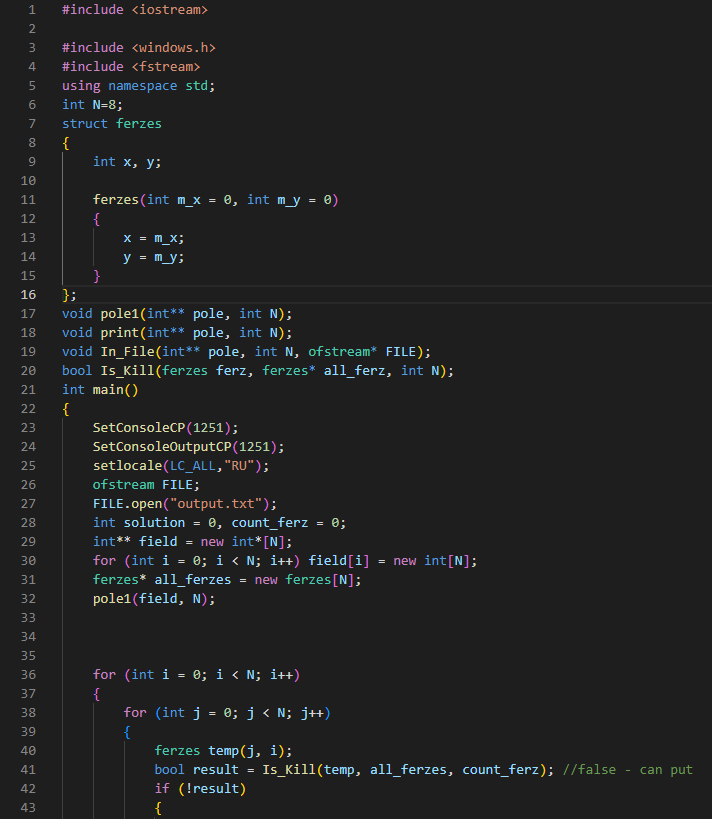 1 #include <iostream>
2
3 #include <windows.h>
4 #include <fstream>
5 using namespace std;
6 int N=8;
7 struct ferzes
8 {
9     int x, y;
10
11     ferzes(int m_x = 0, int m_y = 0)
12     {
13         x = m_x;
14         y = m_y;
15     }
16 };
17 void pole1(int** pole, int N);
18 void print(int** pole, int N);
19 void In_File(int** pole, int N, ofstream* FILE);
20 bool Is_Kill(ferzes ferz, ferzes* all_ferz, int N);
21 int main()
22 {
23     SetConsoleCP(1251);
24     SetConsoleOutputCP(1251);
25     setlocale(LC_ALL,"RU");
26     ofstream FILE;
27     FILE.open("output.txt");
28     int solution = 0, count_ferz = 0;
29     int** field = new int*[N];
30     for (int i = 0; i < N; i++) field[i] = new int[N];
31     ferzes* all_ferzes = new ferzes[N];
32     pole1(field, N);
33
34
35
36     for (int i = 0; i < N; i++)
37     {
38         for (int j = 0; j < N; j++)
39         {
40             ferzes temp(j, i);
41             bool result = Is_Kill(temp, all_ferzes, count_ferz); //false - can put
42             if (!result)
43             {